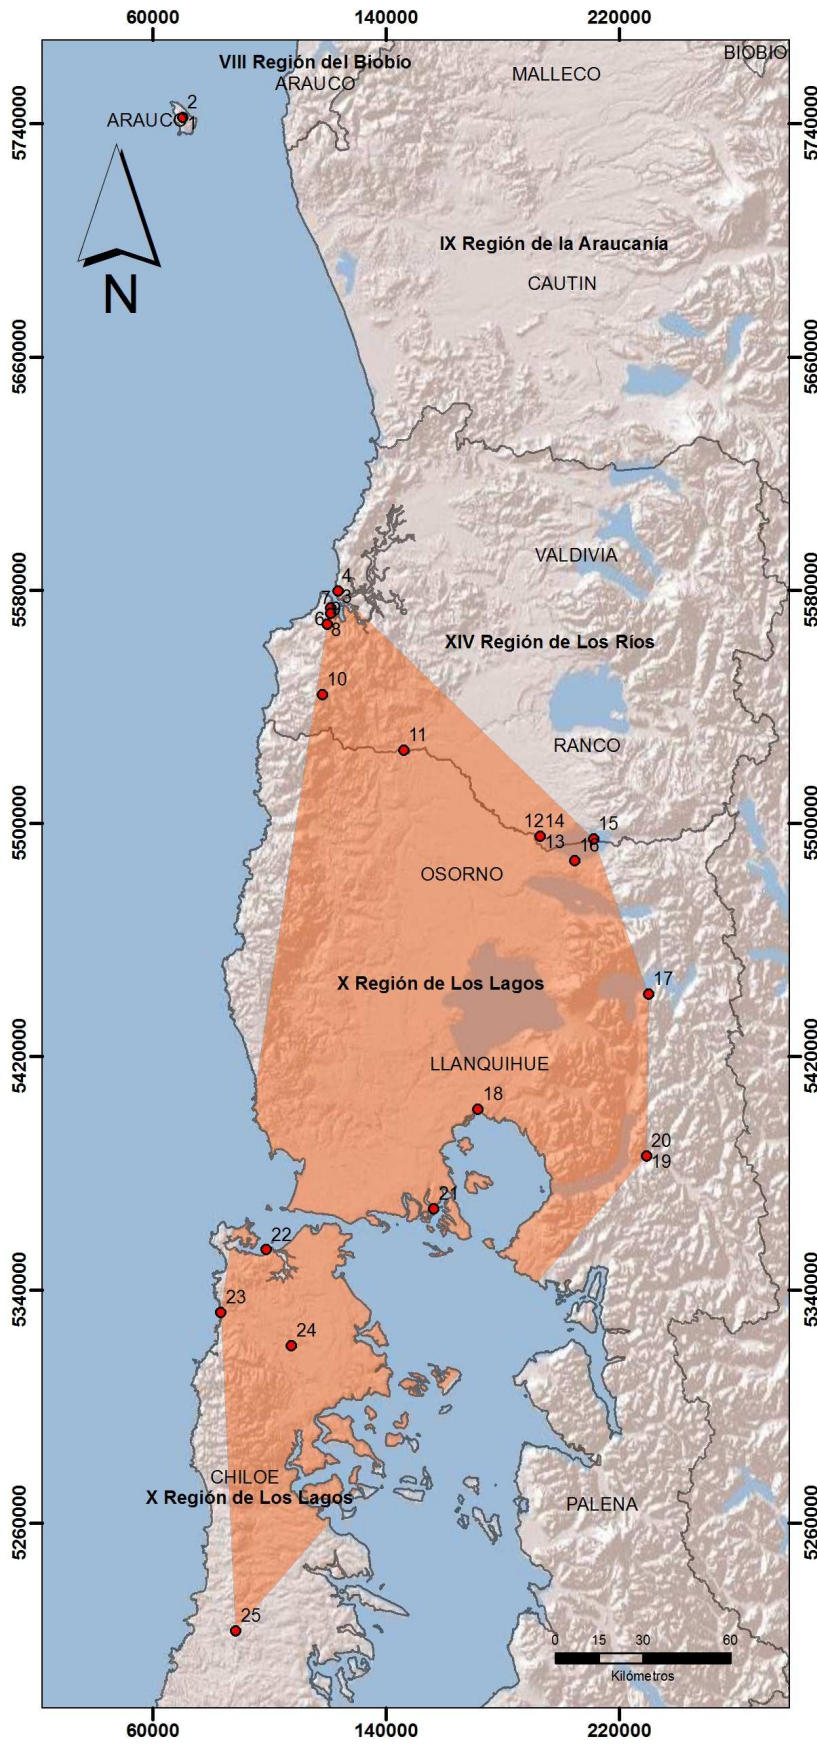 60000 140000 220000
VIII Región del Biobío
BIOBIO
ARAUCO
MALLECO
2
ARAUCO
1
5740000 5740000
N
IX Región de la Araucanía
CAUTIN
5660000 5660000
VALDIVIA
4
5580000 5580000
7 3
9
6
8
XIV Región de Los Ríos
10
11
RANCO
12 14 15
5500000 5500000
13 16
OSORNO
17
X Región de Los Lagos
5420000 5420000
LLANQUIHUE
18
20
19
21
22
5340000 5340000
23
24
CHILOE
X Región de Los Lagos
PALENA
5260000 5260000
25
0 15 30 60
Kilómetros
60000 140000 220000